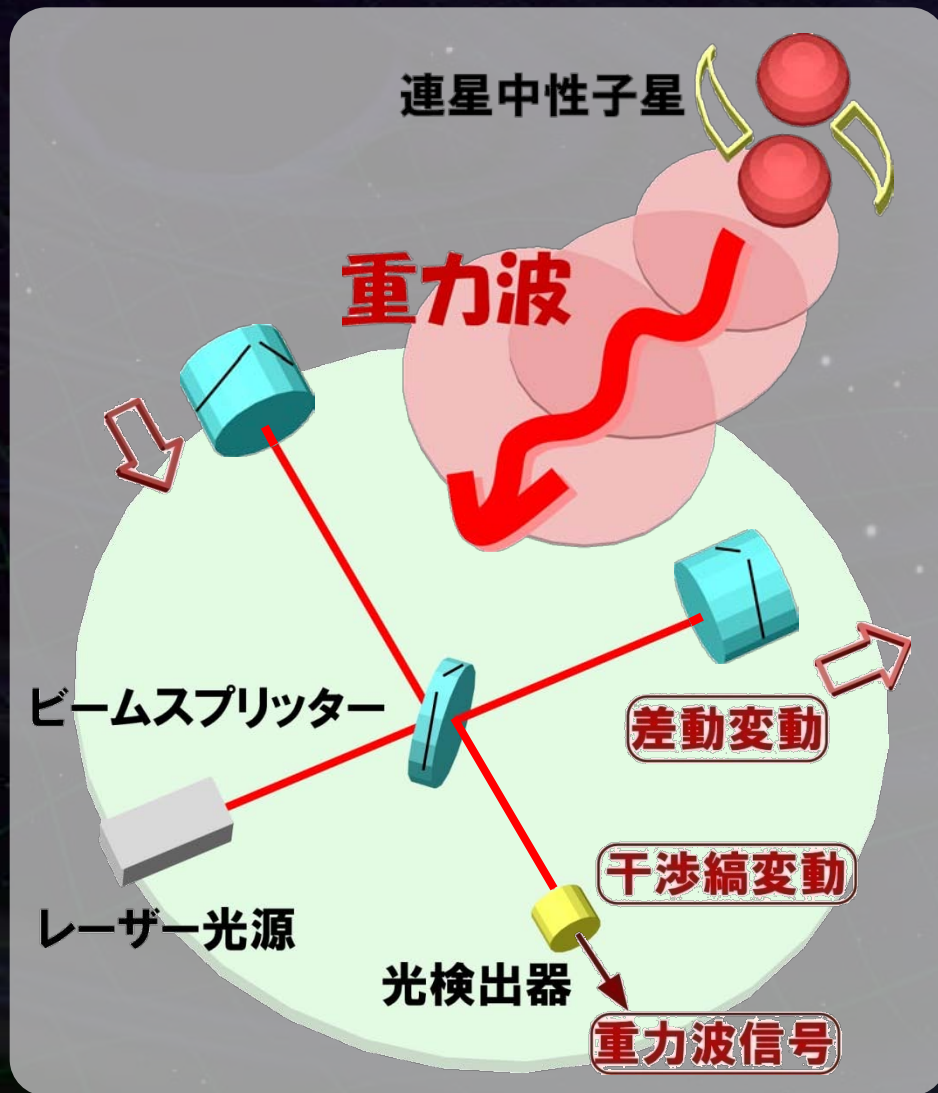 連星中性子星
重力波
ビームスプリッター
差動変動
干渉縞変動
レーザー光源
光検出器
重力波信号